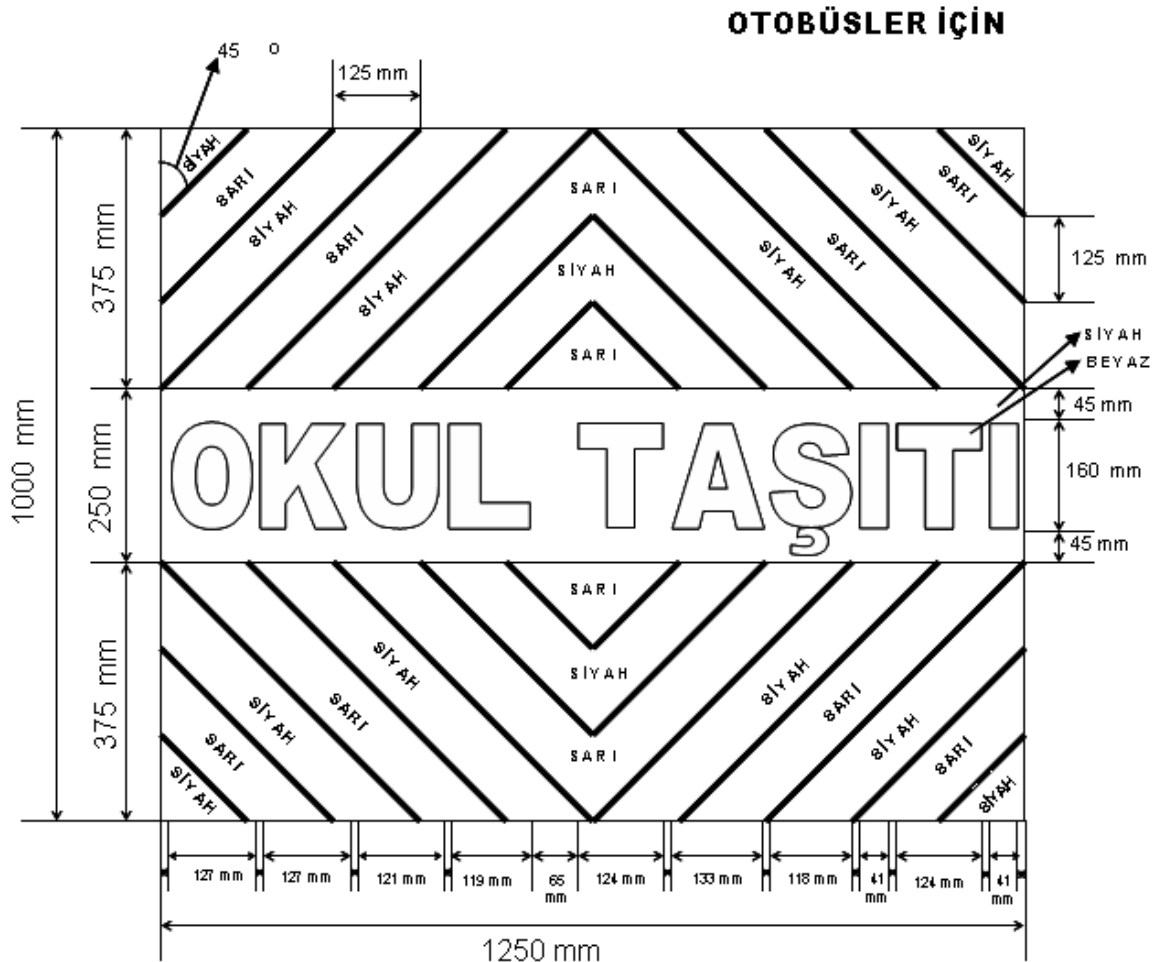 OTOBÜSLER İÇİN
45 o
125 mm
SİYAH
SARI
SİYAH
SARI
SİYAH
SARI
SİYAH
SARI
SİYAH
SARI
SİYAH
SARI
SİYAH
375 mm
125 mm
SİYAH
BEYAZ
1000 mm
250 mm
OKUL TAŞITI
45 mm
160 mm
45 mm
375 mm
SARI
SİYAH
SARI
SİYAH
SARI
SİYAH
SARI
SİYAH
SİYAH
SARI
SİYAH
SARI
SİYAH
127 mm 127 mm 121 mm 119 mm 65 mm 124 mm 133 mm 118 mm 41 mm 124 mm 41 mm
1250 mm